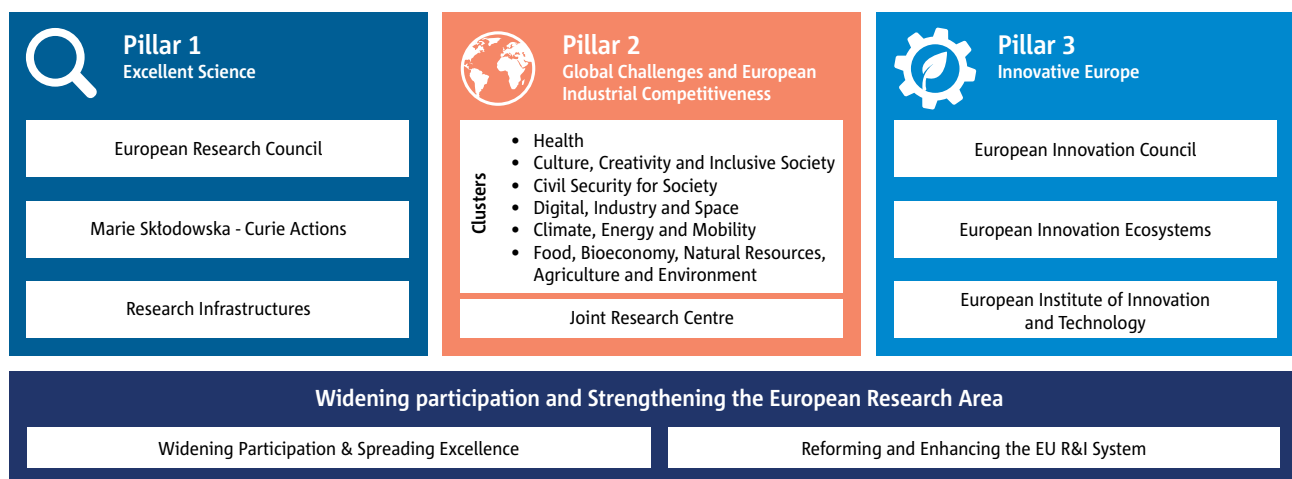 Pillar 1
Excellent Science
European Research Council
Marie Skłodowska - Curie Actions
Research Infrastructures
Pillar 2
Global Challenges and European
Industrial Competitiveness
Clusters
• Health
• Culture, Creativity and Inclusive Society
• Civil Security for Society
• Digital, Industry and Space
• Climate, Energy and Mobility
• Food, Bioeconomy, Natural Resources,
Agriculture and Environment
Joint Research Centre
Pillar 3
Innovative Europe
European Innovation Council
European Innovation Ecosystems
European Institute of Innovation
and Technology
Widening participation and Strengthening the European Research Area
Widening Participation & Spreading Excellence
Reforming and Enhancing the EU R&I System